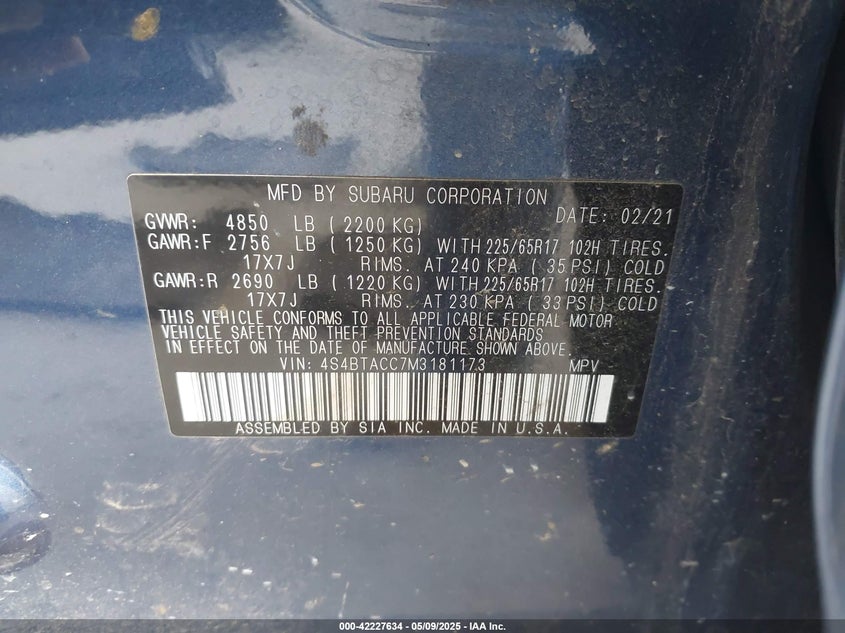 MFD BY SUBARU CORPORATION
DATE: 02/21
GVWR: 4850 LB (2200 KG)
GAWR:F 2756 LB (1250 KG) WITH 225/65R17 102H TIRES.
17X7J RIMS. AT 240 KPA (35 PSI) COLD
GAWR:R 2690 LB (1220 KG) WITH 225/65R17 102H TIRES.
17X7J RIMS. AT 230 KPA (33 PSI) COLD
THIS VEHICLE CONFORMS TO ALL APPLICABLE FEDERAL MOTOR
VEHICLE SAFETY AND THEFT PREVENTION STANDARDS
IN EFFECT ON THE DATE OF MANUFACTURE SHOWN ABOVE.
VIN: 4S4BTACC7M3181173 MPV
ASSEMBLED BY SIA INC. MADE IN U.S.A.
000-42227634 - 05/09/2025 - IAA Inc.